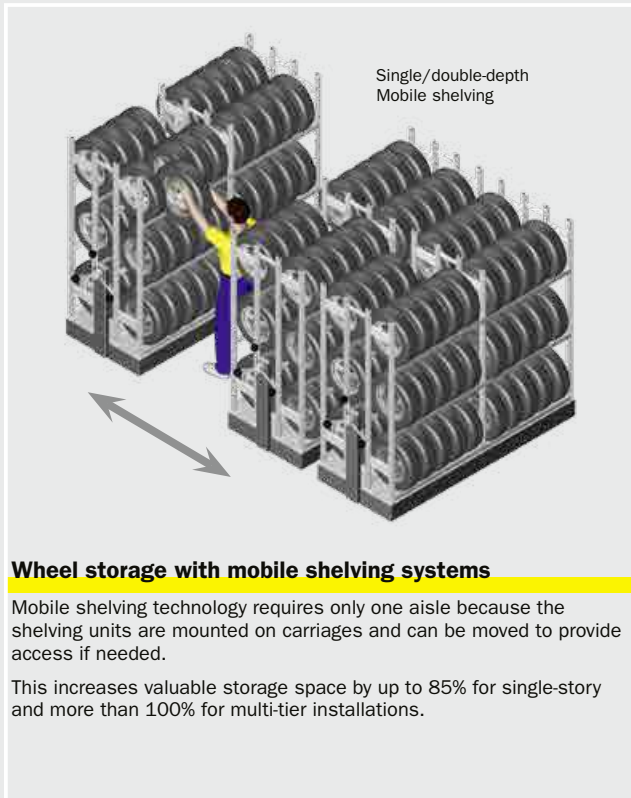 Single/double-depth
Mobile shelving
Wheel storage with mobile shelving systems
Mobile shelving technology requires only one aisle because the
shelving units are mounted on carriages and can be moved to provide
access if needed.
This increases valuable storage space by up to 85% for single-story
and more than 100% for multi-tier installations.